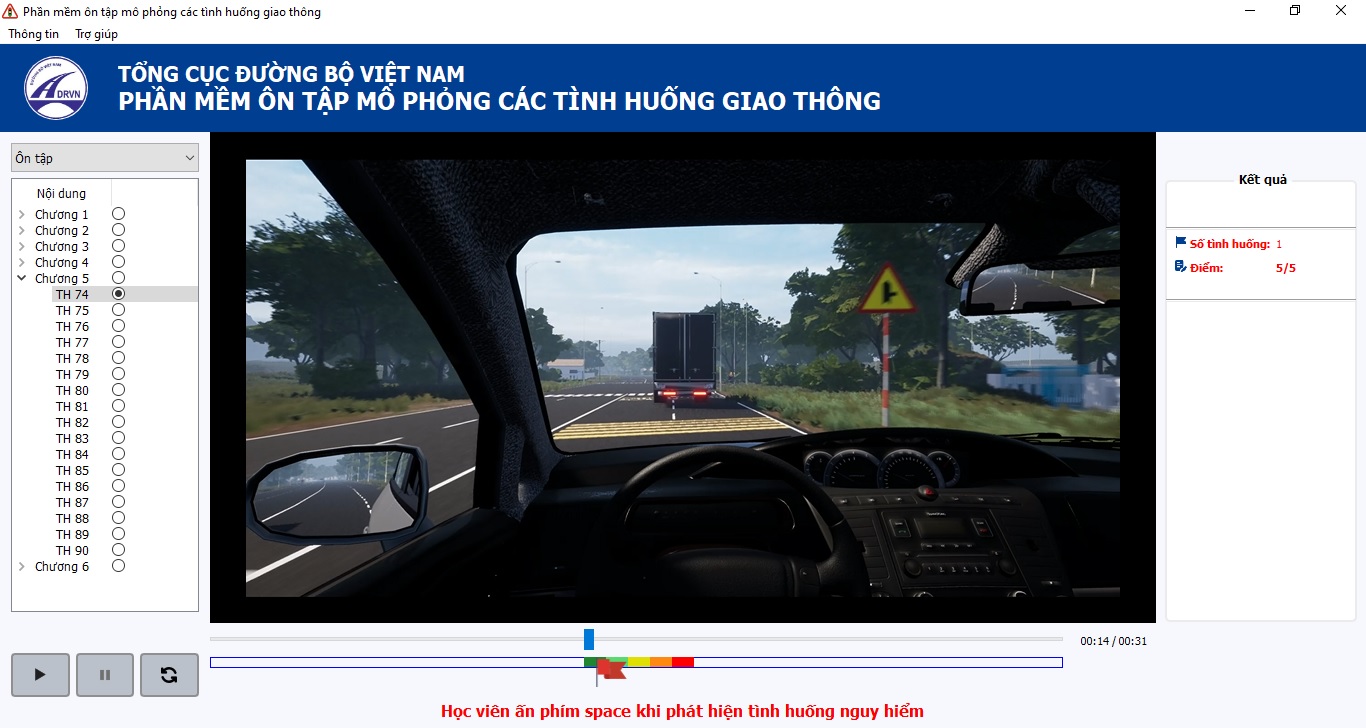 Phần mềm ôn tập mô phỏng các tình huống giao thông
Thông tin Trợ giúp
ĐƯỜNG BỘ VIỆT NAM
DRVN
TỔNG CỤC ĐƯỜNG BỘ VIỆT NAM
PHẦN MỀM ÔN TẬP MÔ PHỎNG CÁC TÌNH HUỐNG GIAO THÔNG
Ôn tập
Nội dung
Chương 1
Chương 2
Chương 3
Chương 4
Chương 5
TH 74
TH 75
TH 76
TH 77
TH 78
TH 79
TH 80
TH 81
TH 82
TH 83
TH 84
TH 85
TH 86
TH 87
TH 88
TH 89
TH 90
Chương 6
Kết quả
Số tình huống: 1
Điểm: 5/5
00:14 / 00:31
Học viên ấn phím space khi phát hiện tình huống nguy hiểm